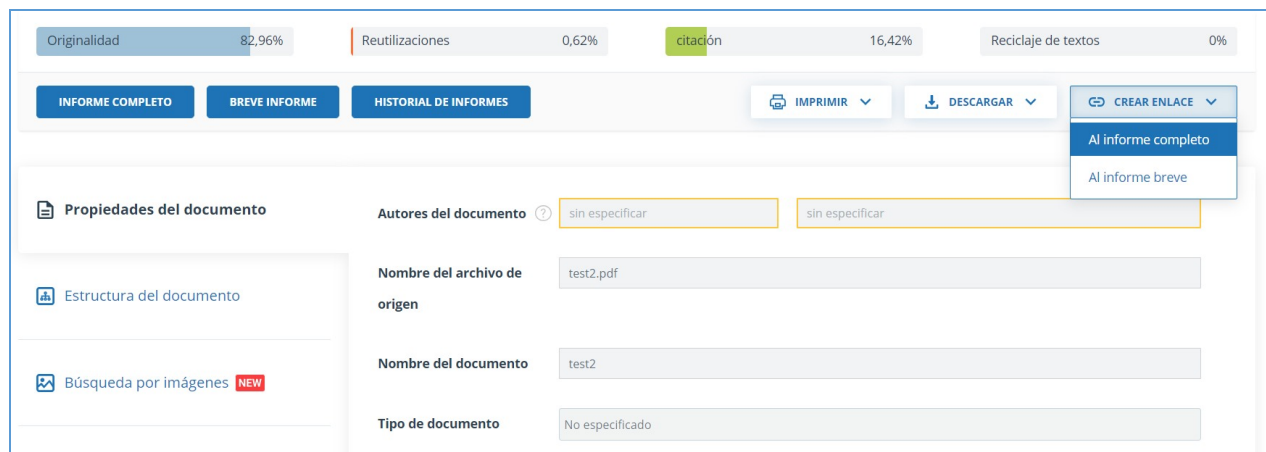 Originalidad 82,96% Reutilizaciones 0,62% citación 16,42% Reciclaje de textos 0%
INFORME COMPLETO BREVE INFORME HISTORIAL DE INFORMES IMPRIMIR DESCARGAR CREAR ENLACE
Al informe completo
Al informe breve
Propiedades del documento
Estructura del documento
Búsqueda por imágenes NEW
Autores del documento ? sin especificar sin especificar
Nombre del archivo de
origen
test2.pdf
Nombre del documento test2
Tipo de documento No especificado